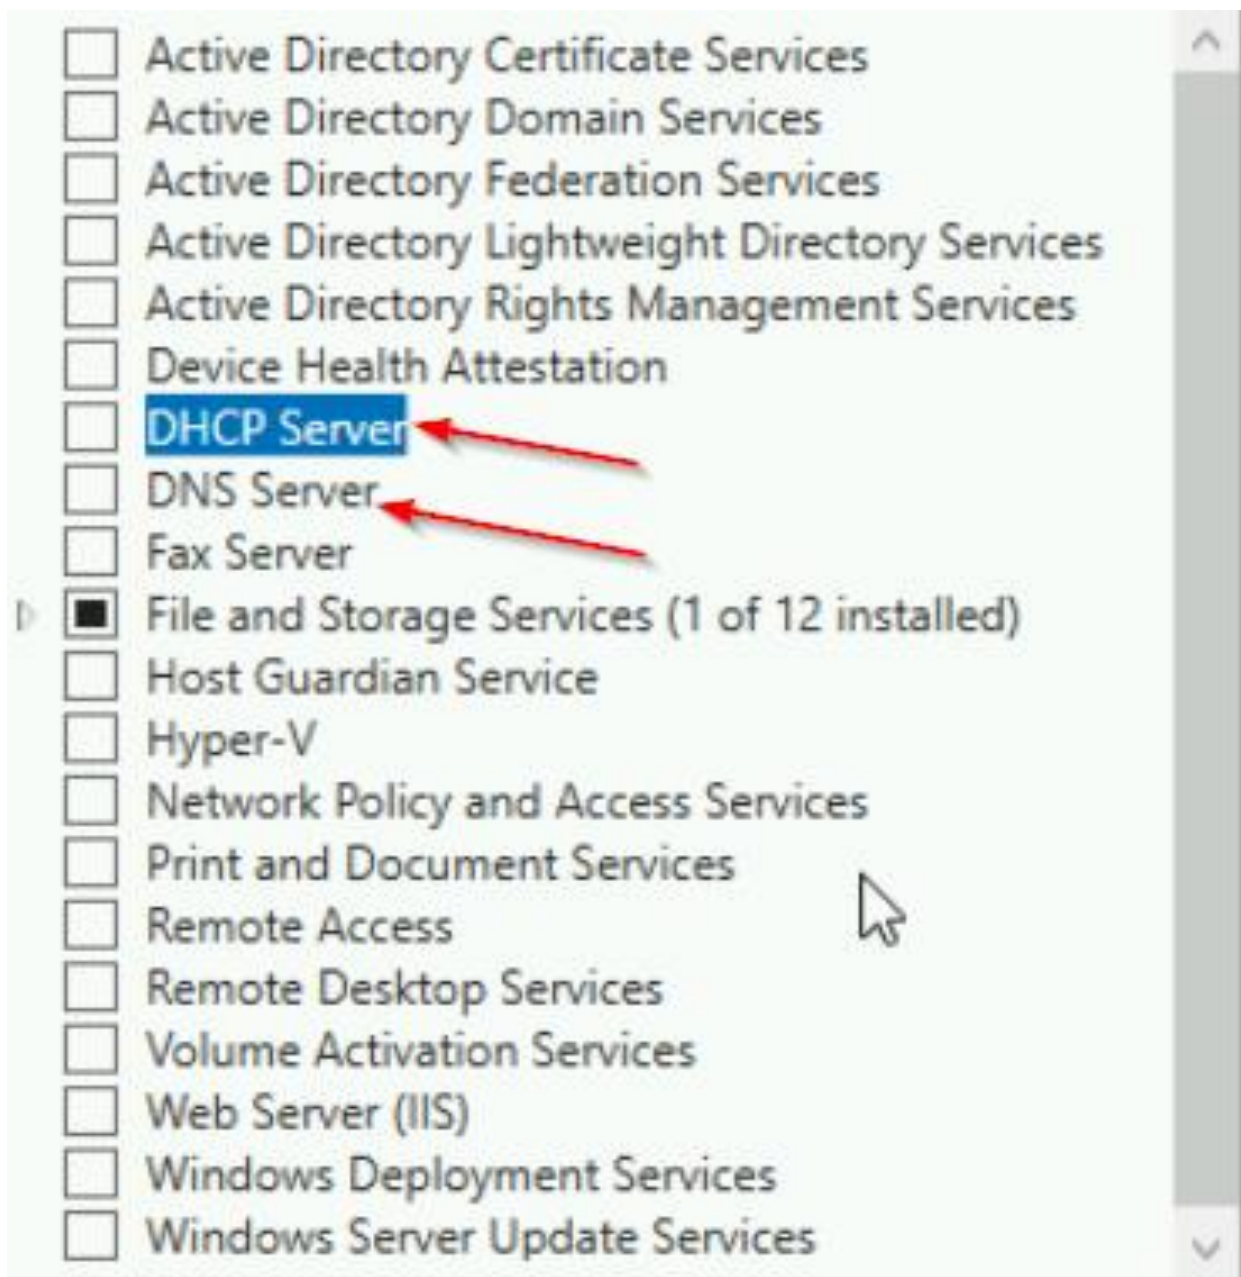 Active Directory Certificate Services
Active Directory Domain Services
Active Directory Federation Services
Active Directory Lightweight Directory Services
Active Directory Rights Management Services
Device Health Attestation
DHCP Server
DNS Server
Fax Server
File and Storage Services (1 of 12 installed)
Host Guardian Service
Hyper-V
Network Policy and Access Services
Print and Document Services
Remote Access
Remote Desktop Services
Volume Activation Services
Web Server (IIS)
Windows Deployment Services
Windows Server Update Services